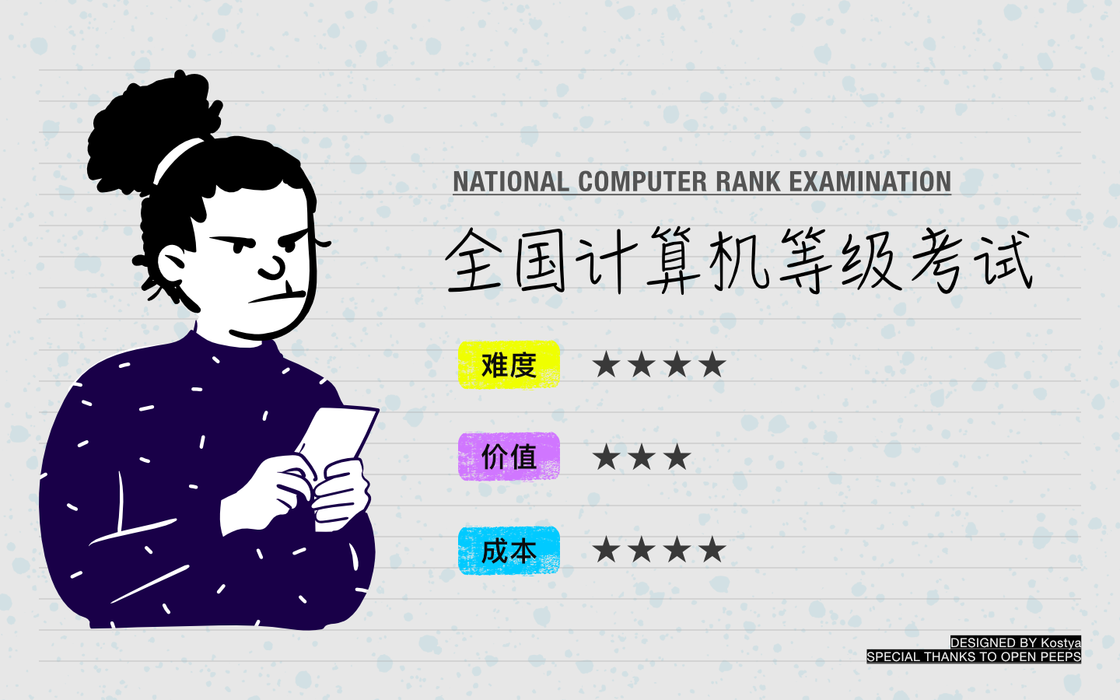 NATIONAL COMPUTER RANK EXAMINATION
全国计算机等级考试
难度 ★★★★
价值 ★★★
成本 ★★★★
DESIGNED BY Kostya
SPECIAL THANKS TO OPEN PEEPS